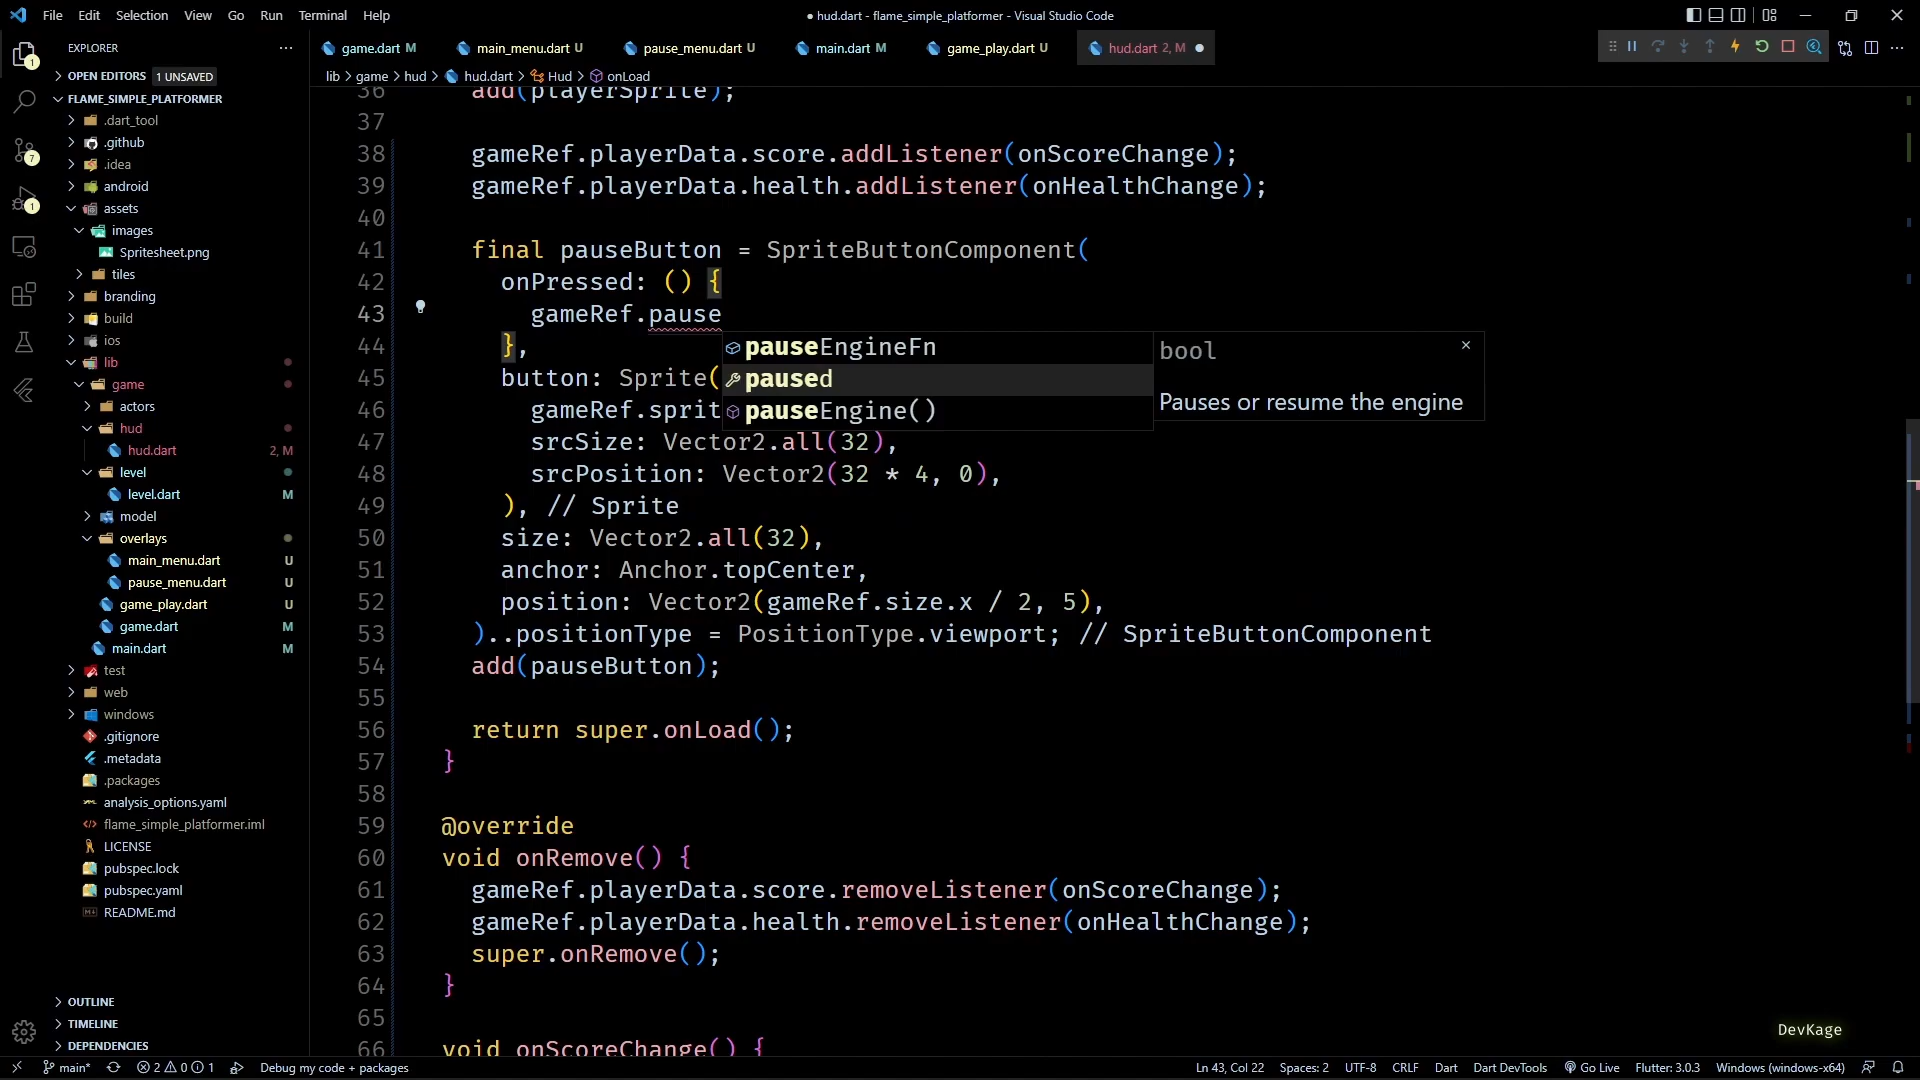 File Edit Selection View Go Run Terminal Help
● hud.dart - flame_simple_platformer - Visual Studio Code
EXPLORER
game.dart M
main_menu.dart U
pause_menu.dart U
main.dart M
game_play.dart U
hud.dart 2, M
OPEN EDITORS 1 UNSAVED
lib > game > hud > hud.dart > Hud > onLoad
FLAME_SIMPLE_PLATFORMER
.dart_tool
.github
.idea
android
assets
images
Spritesheet.png
tiles
branding
build
ios
lib
game
actors
hud
hud.dart 2, M
level
level.dart M
model
overlays
main_menu.dart U
pause_menu.dart U
game_play.dart U
game.dart M
main.dart M
test
web
windows
.gitignore
.metadata
.packages
analysis_options.yaml
flame_simple_platformer.iml
LICENSE
pubspec.lock
pubspec.yaml
README.md
OUTLINE
TIMELINE
DEPENDENCIES
1
7
1
36 add(playerSprite);
37
38 gameRef.playerData.score.addListener(onScoreChange);
39 gameRef.playerData.health.addListener(onHealthChange);
40
41 final pauseButton = SpriteButtonComponent(
42 onPressed: () {
43 gameRef.pause
44 },
45 button: Sprite(
46 gameRef.sprit
47 srcSize: Vector2.all(32),
48 srcPosition: Vector2(32 * 4, 0),
49 ), // Sprite
50 size: Vector2.all(32),
51 anchor: Anchor.topCenter,
52 position: Vector2(gameRef.size.x / 2, 5),
53 )..positionType = PositionType.viewport; // SpriteButtonComponent
54 add(pauseButton);
55
56 return super.onLoad();
57 }
58
59 @override
60 void onRemove() {
61 gameRef.playerData.score.removeListener(onScoreChange);
62 gameRef.playerData.health.removeListener(onHealthChange);
63 super.onRemove();
64 }
65
66 void onScoreChange() {
pauseEngineFn
paused
pauseEngine()
bool
Pauses or resume the engine
DevKage
main* 2 0 1 Debug my code + packages
Ln 43, Col 22 Spaces: 2 UTF-8 CRLF Dart Dart DevTools Go Live Flutter: 3.0.3 Windows (windows-x64)